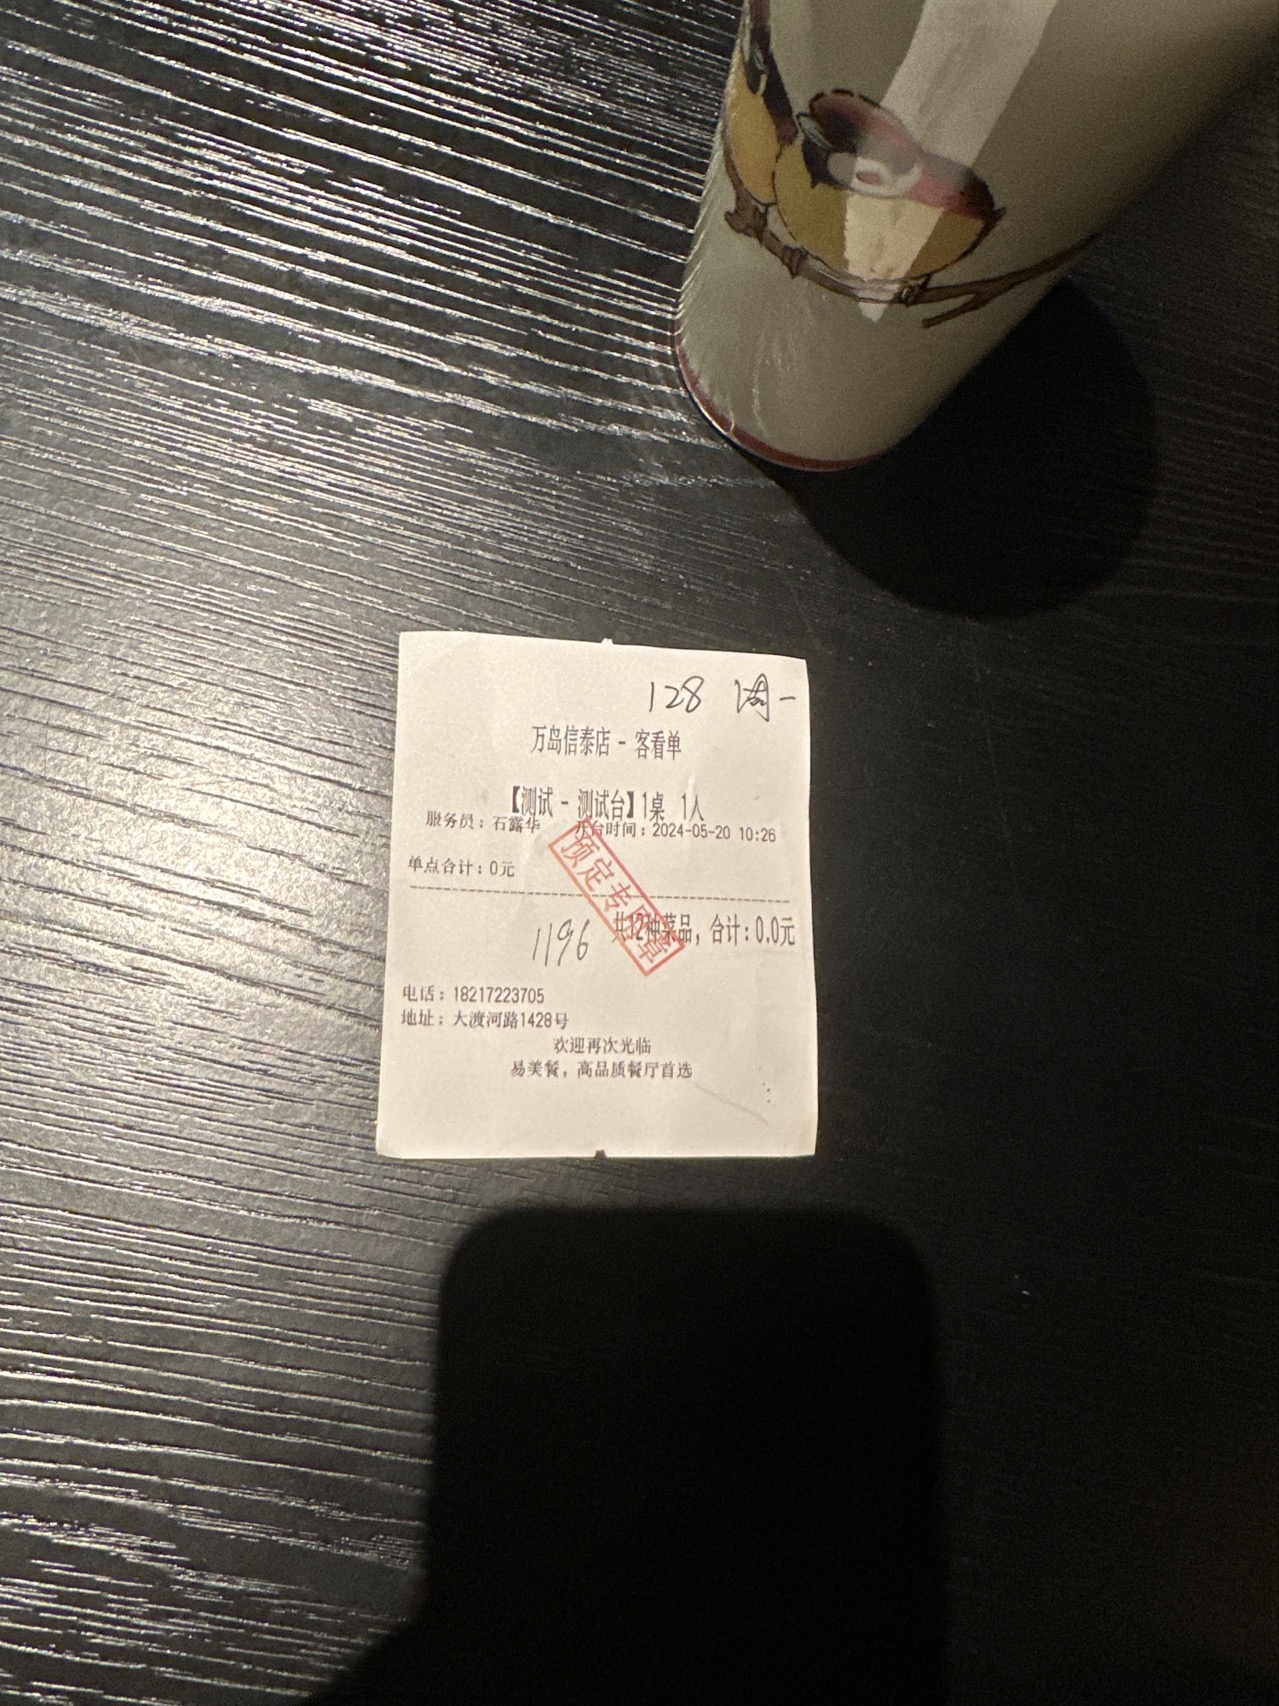 128 周一
万岛信泰店 - 客看单
【测试 - 测试台】1桌 1人
服务员：石露华 开台时间：2024-05-20 10:26
单点合计：0元
预定专用章
共12种菜品，合计：0.0元
1196
电话：18217223705
地址：大渡河路1428号
欢迎再次光临
易美餐，高品质餐厅首选